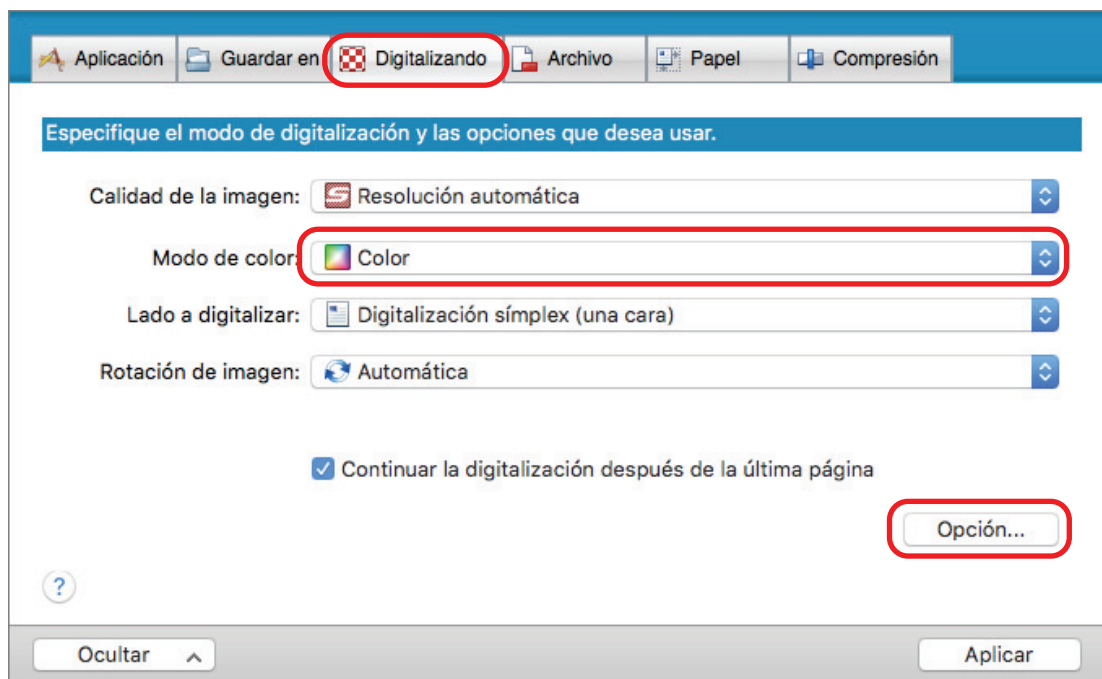 Aplicación Guardar en Digitalizando Archivo Papel Compresión
Especifique el modo de digitalización y las opciones que desea usar.
Calidad de la imagen: Resolución automática
Modo de color: Color
Lado a digitalizar: Digitalización símplex (una cara)
Rotación de imagen: Automática
Continuar la digitalización después de la última página
Opción...
?
Ocultar Aplicar